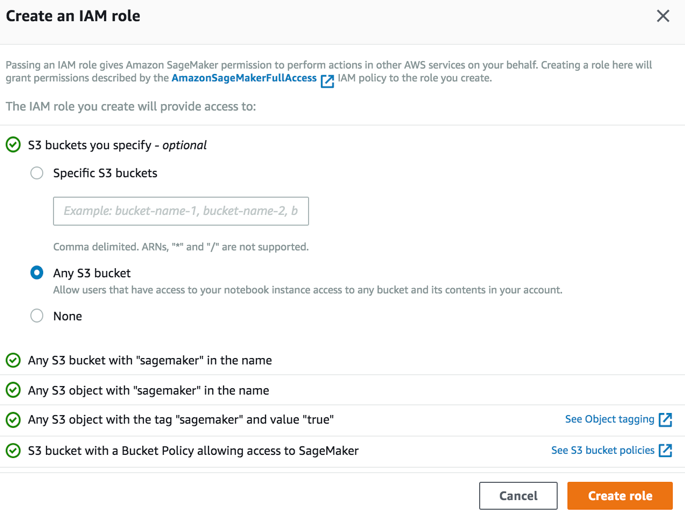 Create an IAM role
Passing an IAM role gives Amazon SageMaker permission to perform actions in other AWS services on your behalf. Creating a role here will
grant permissions described by the AmazonSageMakerFullAccess IAM policy to the role you create.
The IAM role you create will provide access to:
S3 buckets you specify - optional
Specific S3 buckets
Example: bucket-name-1, bucket-name-2, b
Comma delimited. ARNs, "*" and "/" are not supported.
Any S3 bucket
Allow users that have access to your notebook instance access to any bucket and its contents in your account.
None
Any S3 bucket with "sagemaker" in the name
Any S3 object with "sagemaker" in the name
Any S3 object with the tag "sagemaker" and value "true" See Object tagging
S3 bucket with a Bucket Policy allowing access to SageMaker See S3 bucket policies
Cancel Create role